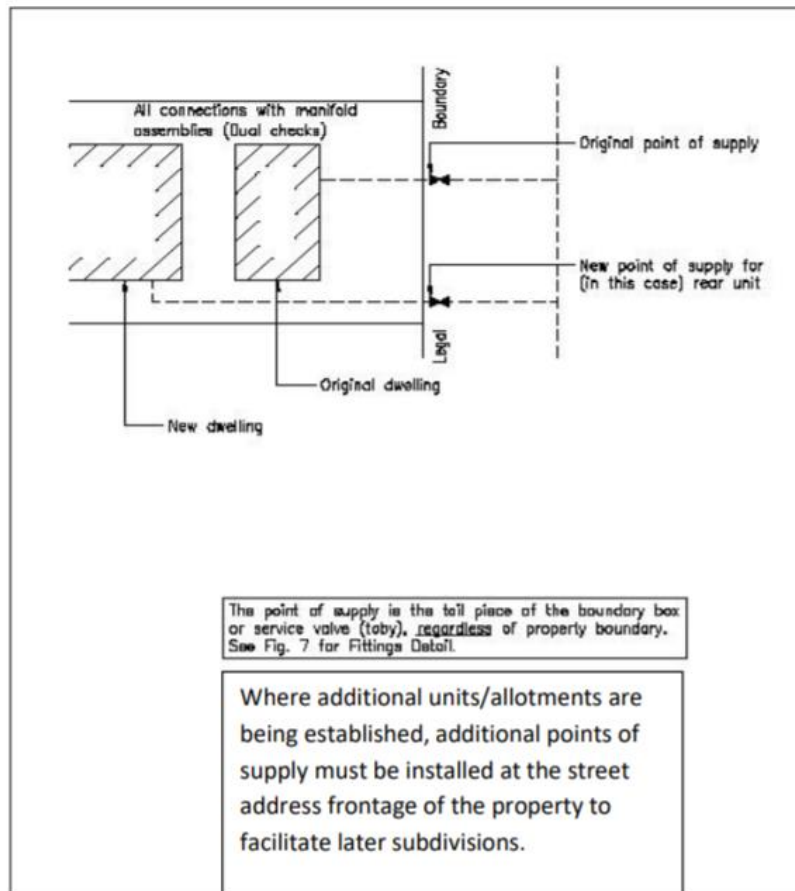 All connections with manifold
assemblies (Dual checks)
Boundary
Original point of supply
New point of supply for
(in this case) rear unit
Legal
Original dwelling
New dwelling
The point of supply is the tail piece of the boundary box
or service valve (toby), regardless of property boundary.
See Fig. 7 for Fittings Detail.
Where additional units/allotments are
being established, additional points of
supply must be installed at the street
address frontage of the property to
facilitate later subdivisions.